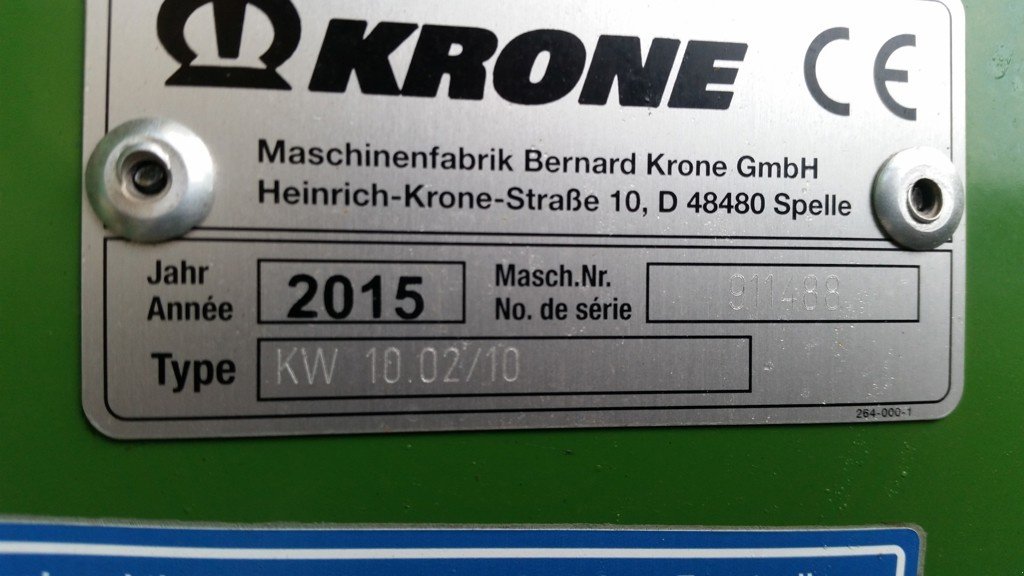 KRONE CE
Maschinenfabrik Bernard Krone GmbH
Heinrich-Krone-Straße 10, D 48480 Spelle
Jahr
Année
2015
Masch.Nr.
No. de série
911488
Type
KW 10.02/10
264-000-1